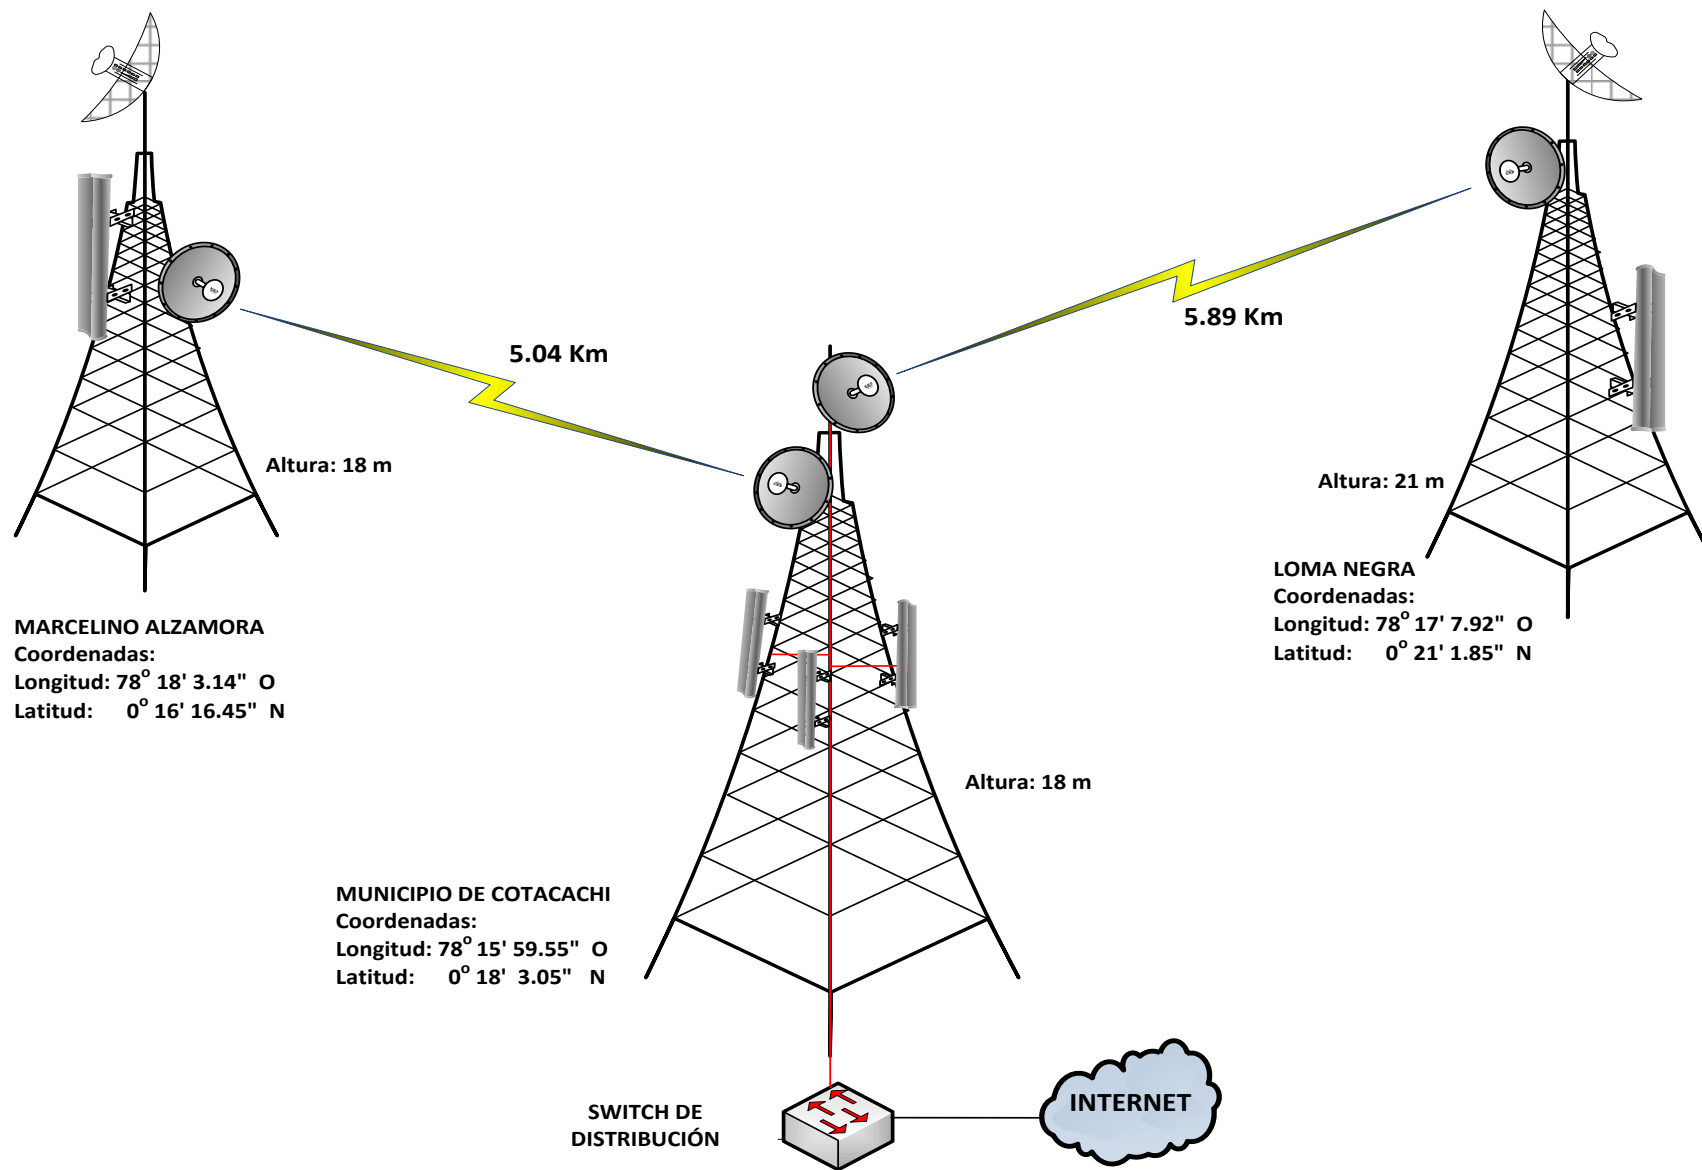 5.04 Km
5.89 Km
Altura: 18 m
Altura: 21 m
MARCELINO ALZAMORA
Coordenadas:
Longitud: 78° 18' 3.14" O
Latitud: 0° 16' 16.45" N
LOMA NEGRA
Coordenadas:
Longitud: 78° 17' 7.92" O
Latitud: 0° 21' 1.85" N
Altura: 18 m
MUNICIPIO DE COTACACHI
Coordenadas:
Longitud: 78° 15' 59.55" O
Latitud: 0° 18' 3.05" N
SWITCH DE
DISTRIBUCIÓN
INTERNET